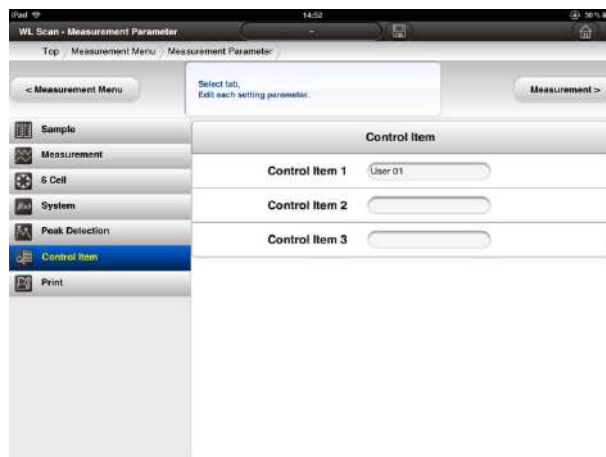 iPad 14:52 50%
WL Scan - Measurement Parameter -
Top / Measurement Menu / Measurement Parameter /
< Measurement Menu
Select tab,
Edit each setting parameter.
Measurement >
Sample
Measurement
6 Cell
System
Peak Detection
Control Item
Print
Control Item
Control Item 1 User 01
Control Item 2
Control Item 3